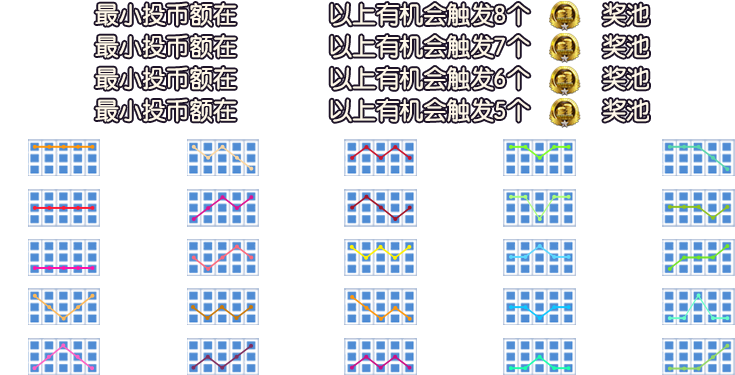 最小投币额在 以上有机会触发8个 奖池
最小投币额在 以上有机会触发7个 奖池
最小投币额在 以上有机会触发6个 奖池
最小投币额在 以上有机会触发5个 奖池